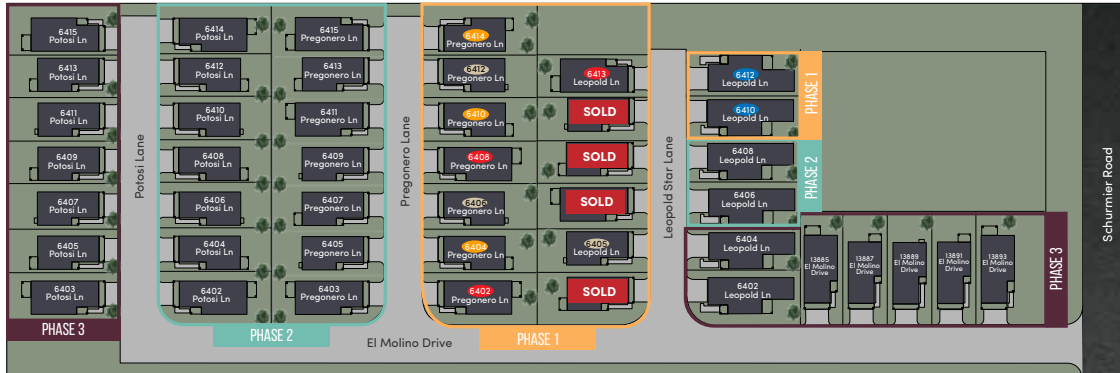 6415
Potosi Ln
6413
Potosi Ln
6411
Potosi Ln
6409
Potosi Ln
6407
Potosi Ln
6405
Potosi Ln
6403
Potosi Ln
PHASE 3
Potosi Lane
6414
Potosi Ln
6412
Potosi Ln
6410
Potosi Ln
6408
Potosi Ln
6406
Potosi Ln
6404
Potosi Ln
6402
Potosi Ln
6415
Pregonero Ln
6413
Pregonero Ln
6411
Pregonero Ln
6409
Pregonero Ln
6407
Pregonero Ln
6405
Pregonero Ln
6403
Pregonero Ln
PHASE 2
Pregonero Lane
6414
Pregonero Ln
6412
Pregonero Ln
6410
Pregonero Ln
6408
Pregonero Ln
6406
Pregonero Ln
6404
Pregonero Ln
6402
Pregonero Ln
6413
Leopold Ln
SOLD
SOLD
SOLD
6405
Leopold Ln
SOLD
PHASE 1
El Molino Drive
Leopold Star Lane
6412
Leopold Ln
6410
Leopold Ln
PHASE 1
6408
Leopold Ln
6406
Leopold Ln
PHASE 2
6404
Leopold Ln
6402
Leopold Ln
13885
El Molino
Drive
13887
El Molino
Drive
13889
El Molino
Drive
13891
El Molino
Drive
13893
El Molino
Drive
PHASE 3
Schurmier Road